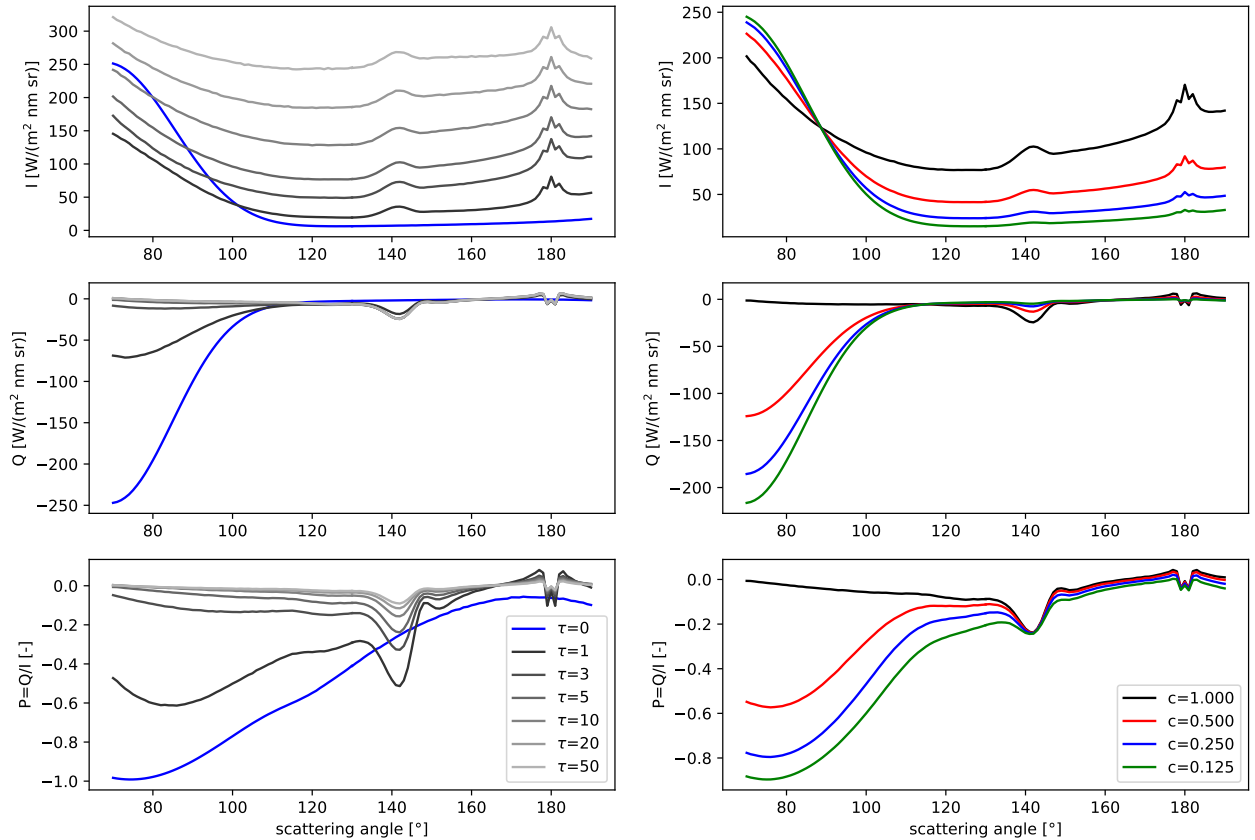 I [W/(m² nm sr)]
300
250
200
150
100
50
0
80 100 120 140 160 180
I [W/(m² nm sr)]
250
200
150
100
50
80 100 120 140 160 180
Q [W/(m² nm sr)]
0
−50
−100
−150
−200
−250
80 100 120 140 160 180
Q [W/(m² nm sr)]
0
−50
−100
−150
−200
80 100 120 140 160 180
P=Q/I [-]
0.0
−0.2
−0.4
−0.6
−0.8
−1.0
τ=0
τ=1
τ=3
τ=5
τ=10
τ=20
τ=50
80 100 120 140 160 180
scattering angle [°]
P=Q/I [-]
0.0
−0.2
−0.4
−0.6
−0.8
c=1.000
c=0.500
c=0.250
c=0.125
80 100 120 140 160 180
scattering angle [°]